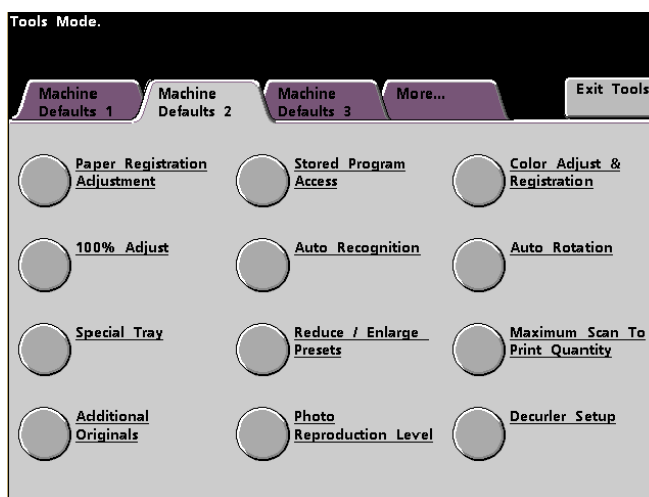 Tools Mode.
Machine
Defaults 1
Machine
Defaults 2
Machine
Defaults 3
More...
Exit Tools
Paper Registration
Adjustment
Stored Program
Access
Color Adjust &
Registration
100% Adjust
Auto Recognition
Auto Rotation
Special Tray
Reduce / Enlarge
Presets
Maximum Scan To
Print Quantity
Additional
Originals
Photo
Reproduction Level
Decurler Setup